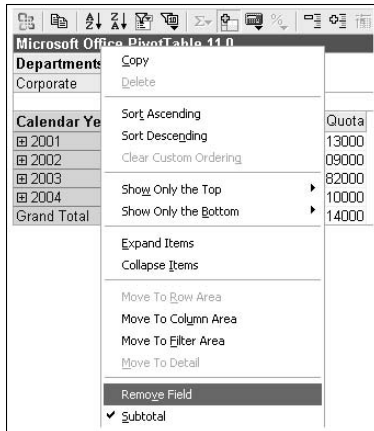 Microsoft Office PivotTable 11.0
Departments
Copy
Corporate
Delete
Sort Ascending
Calendar Ye
Quota
Sort Descending
2001
13000
Clear Custom Ordering
2002
09000
2003
Show Only the Top
82000
2004
Show Only the Bottom
10000
Grand Total
14000
Expand Items
Collapse Items
Move To Row Area
Move To Column Area
Move To Filter Area
Move To Detail
Remove Field
Subtotal